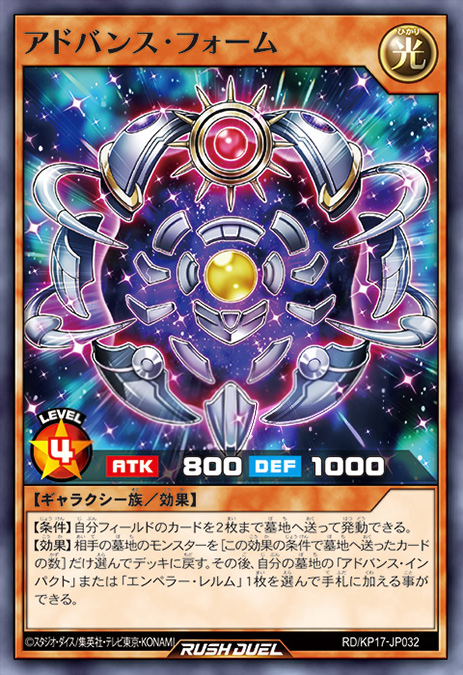 アドバンス・フォーム
ひかり
光
LEVEL
4
ATK 800 DEF 1000
【ギャラクシー族／効果】
【条件】自分フィールドのカードを2枚まで墓地へ送って発動できる。
【効果】相手の墓地のモンスターを［この効果の条件で墓地へ送ったカード
の数］だけ選んでデッキに戻す。その後、自分の墓地の「アドバンス・イン
パクト」または「エンペラー・レルム」1枚を選んで手札に加える事が
できる。
©スタジオ・ダイス/集英社・テレビ東京・KONAMI
RUSH DUEL
RD/KP17-JP032